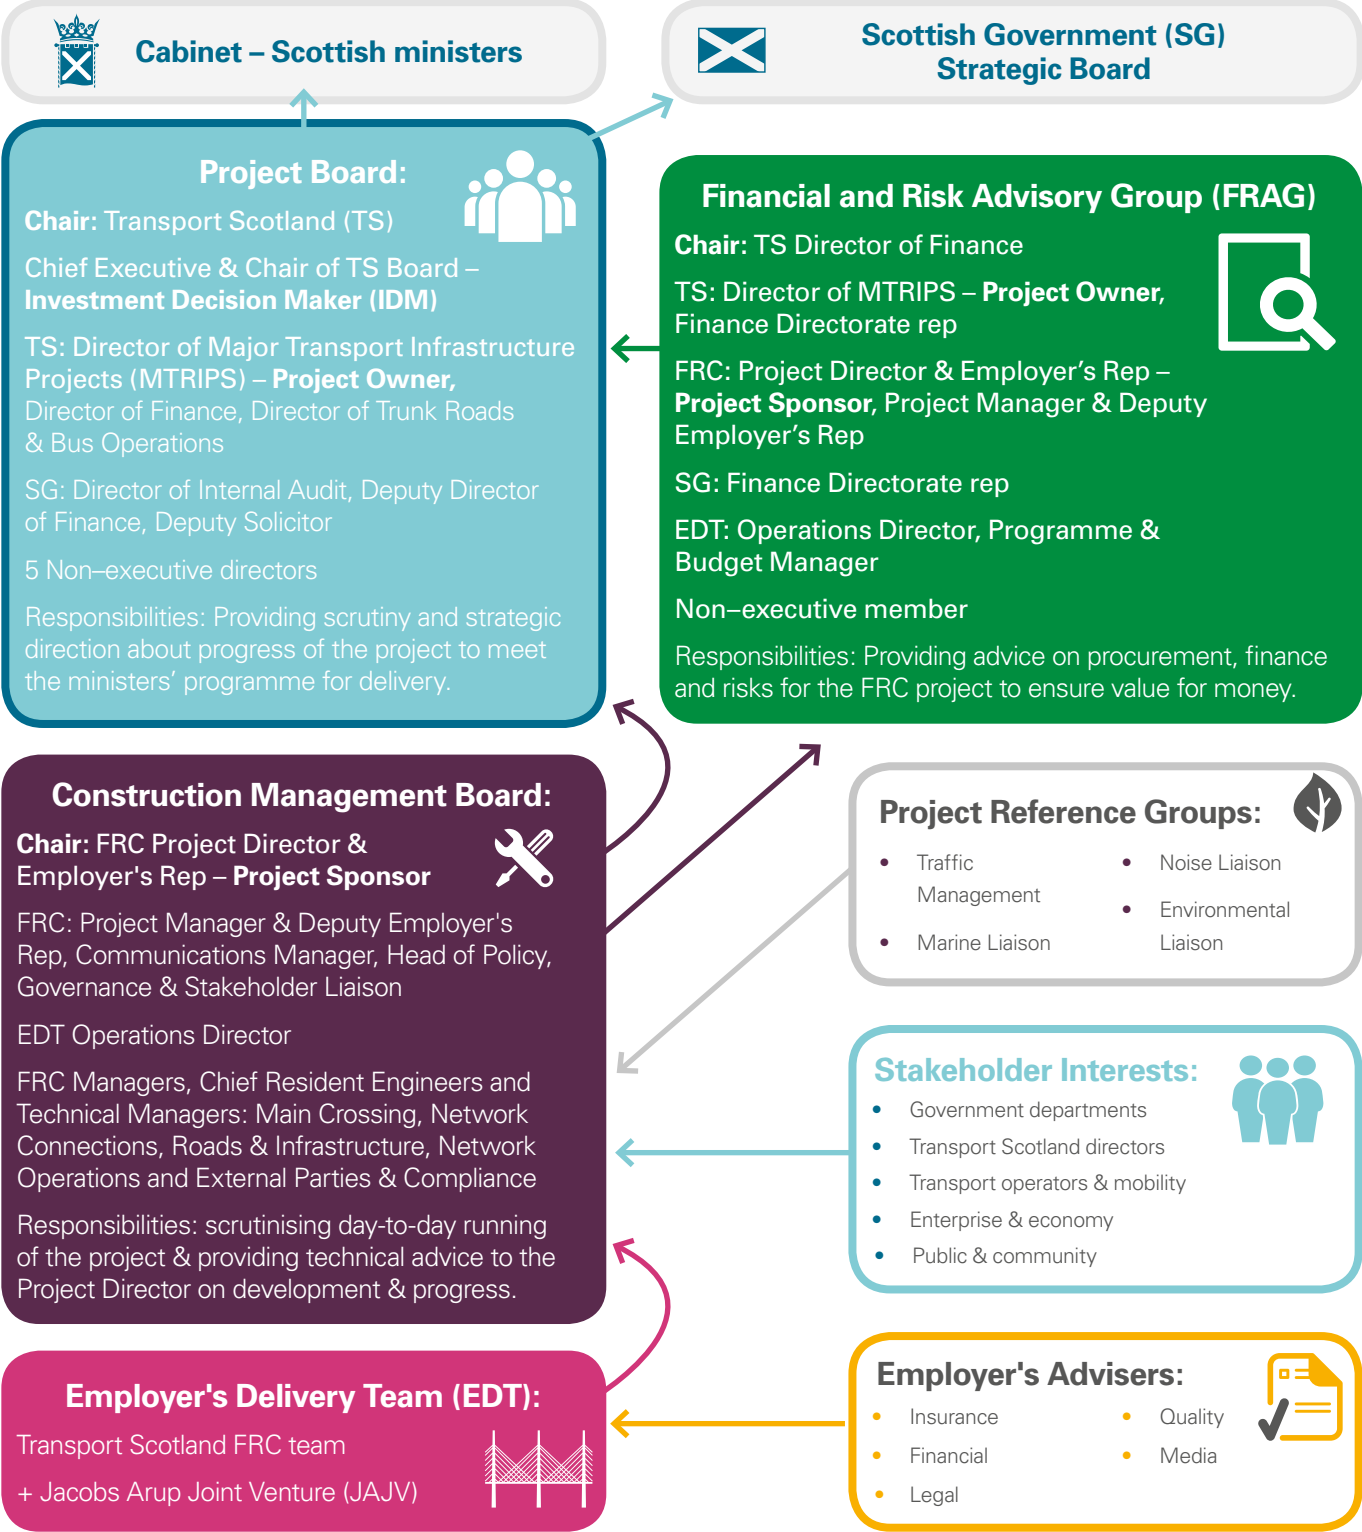 Cabinet – Scottish ministers
Scottish Government (SG)
Strategic Board
Project Board:
Chair: Transport Scotland (TS)
Chief Executive & Chair of TS Board –
Investment Decision Maker (IDM)
TS: Director of Major Transport Infrastructure
Projects (MTRIPS) – Project Owner,
Director of Finance, Director of Trunk Roads
& Bus Operations
SG: Director of Internal Audit, Deputy Director
of Finance, Deputy Solicitor
5 Non–executive directors
Responsibilities: Providing scrutiny and strategic
direction about progress of the project to meet
the ministers’ programme for delivery.
Financial and Risk Advisory Group (FRAG)
Chair: TS Director of Finance
TS: Director of MTRIPS – Project Owner,
Finance Directorate rep
FRC: Project Director & Employer’s Rep –
Project Sponsor, Project Manager & Deputy
Employer’s Rep
SG: Finance Directorate rep
EDT: Operations Director, Programme &
Budget Manager
Non–executive member
Responsibilities: Providing advice on procurement, finance
and risks for the FRC project to ensure value for money.
Construction Management Board:
Chair: FRC Project Director &
Employer's Rep – Project Sponsor
FRC: Project Manager & Deputy Employer's
Rep, Communications Manager, Head of Policy,
Governance & Stakeholder Liaison
EDT Operations Director
FRC Managers, Chief Resident Engineers and
Technical Managers: Main Crossing, Network
Connections, Roads & Infrastructure, Network
Operations and External Parties & Compliance
Responsibilities: scrutinising day-to-day running
of the project & providing technical advice to the
Project Director on development & progress.
Project Reference Groups:
• Traffic
Management
• Marine Liaison
• Noise Liaison
• Environmental
Liaison
Stakeholder Interests:
• Government departments
• Transport Scotland directors
• Transport operators & mobility
• Enterprise & economy
• Public & community
Employer's Delivery Team (EDT):
Transport Scotland FRC team
+ Jacobs Arup Joint Venture (JAJV)
Employer's Advisers:
• Insurance
• Financial
• Legal
• Quality
• Media